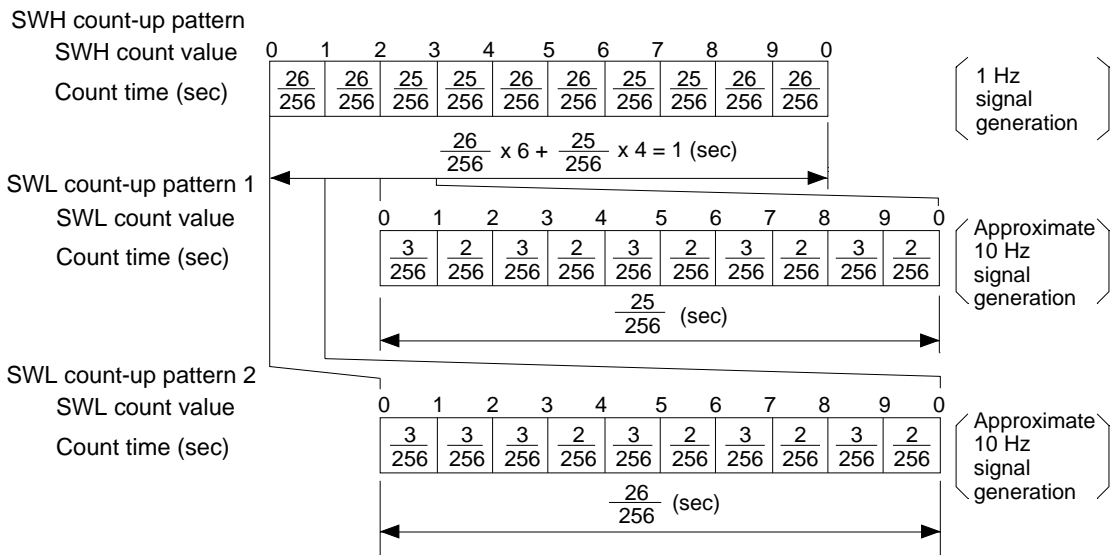 SWH count-up pattern
SWH count value 0 1 2 3 4 5 6 7 8 9 0
Count time (sec) 26/256 26/256 25/256 25/256 26/256 26/256 25/256 25/256 26/256 26/256
1 Hz
signal
generation
26/256 x 6 + 25/256 x 4 = 1 (sec)
SWL count-up pattern 1
SWL count value 0 1 2 3 4 5 6 7 8 9 0
Count time (sec) 3/256 2/256 3/256 2/256 3/256 2/256 3/256 2/256 3/256 2/256
Approximate
10 Hz
signal
generation
25/256 (sec)
SWL count-up pattern 2
SWL count value 0 1 2 3 4 5 6 7 8 9 0
Count time (sec) 3/256 3/256 3/256 2/256 3/256 2/256 3/256 2/256 3/256 2/256
Approximate
10 Hz
signal
generation
26/256 (sec)